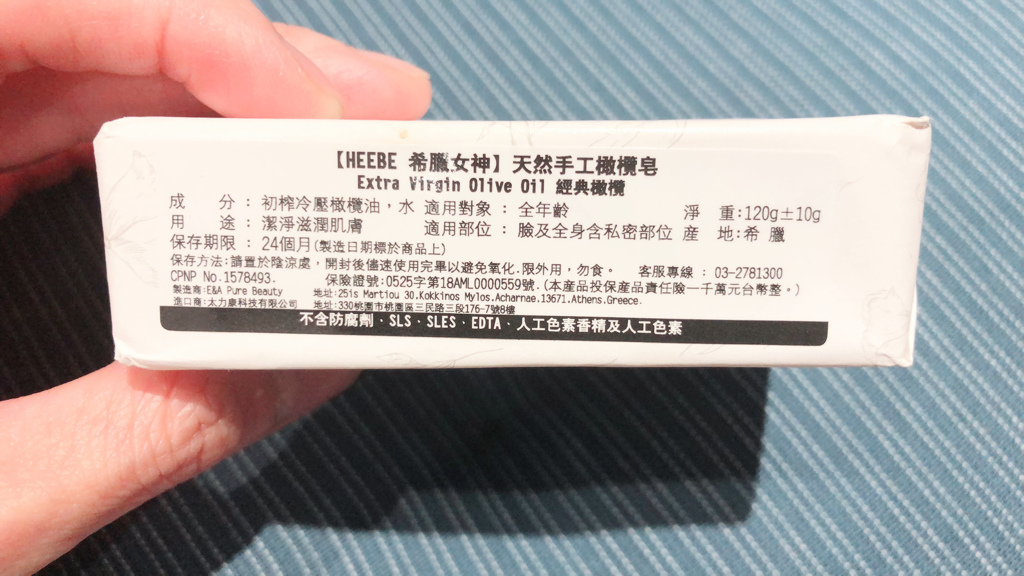 【HEEBE 希臘女神】天然手工橄欖皂
Extra Virgin Olive Oil 經典橄欖
成 分：初榨冷壓橄欖油，水 適用對象：全年齡 淨 重:120g±10g
用 途：潔淨滋潤肌膚 適用部位：臉及全身含私密部位 產 地:希 臘
保存期限：24個月(製造日期標於商品上)
保存方法:請置於陰涼處，開封後儘速使用完畢以避免氧化.限外用，勿食。 客服專線：03-2781300
CPNP No.1578493. 保險證號:0525字第18AML0000559號.(本產品投保產品責任險一千萬元台幣整。)
製造商:E&A Pure Beauty 地址:25is Martiou 30,Kokkinos Mylos,Acharnae,13671,Athens,Greece.
進口商:太力慶科技有限公司 地址:330桃園市桃園區三民路三段176-7號8樓
不含防腐劑．SLS．SLES．EDTA．人工色素香精及人工色素